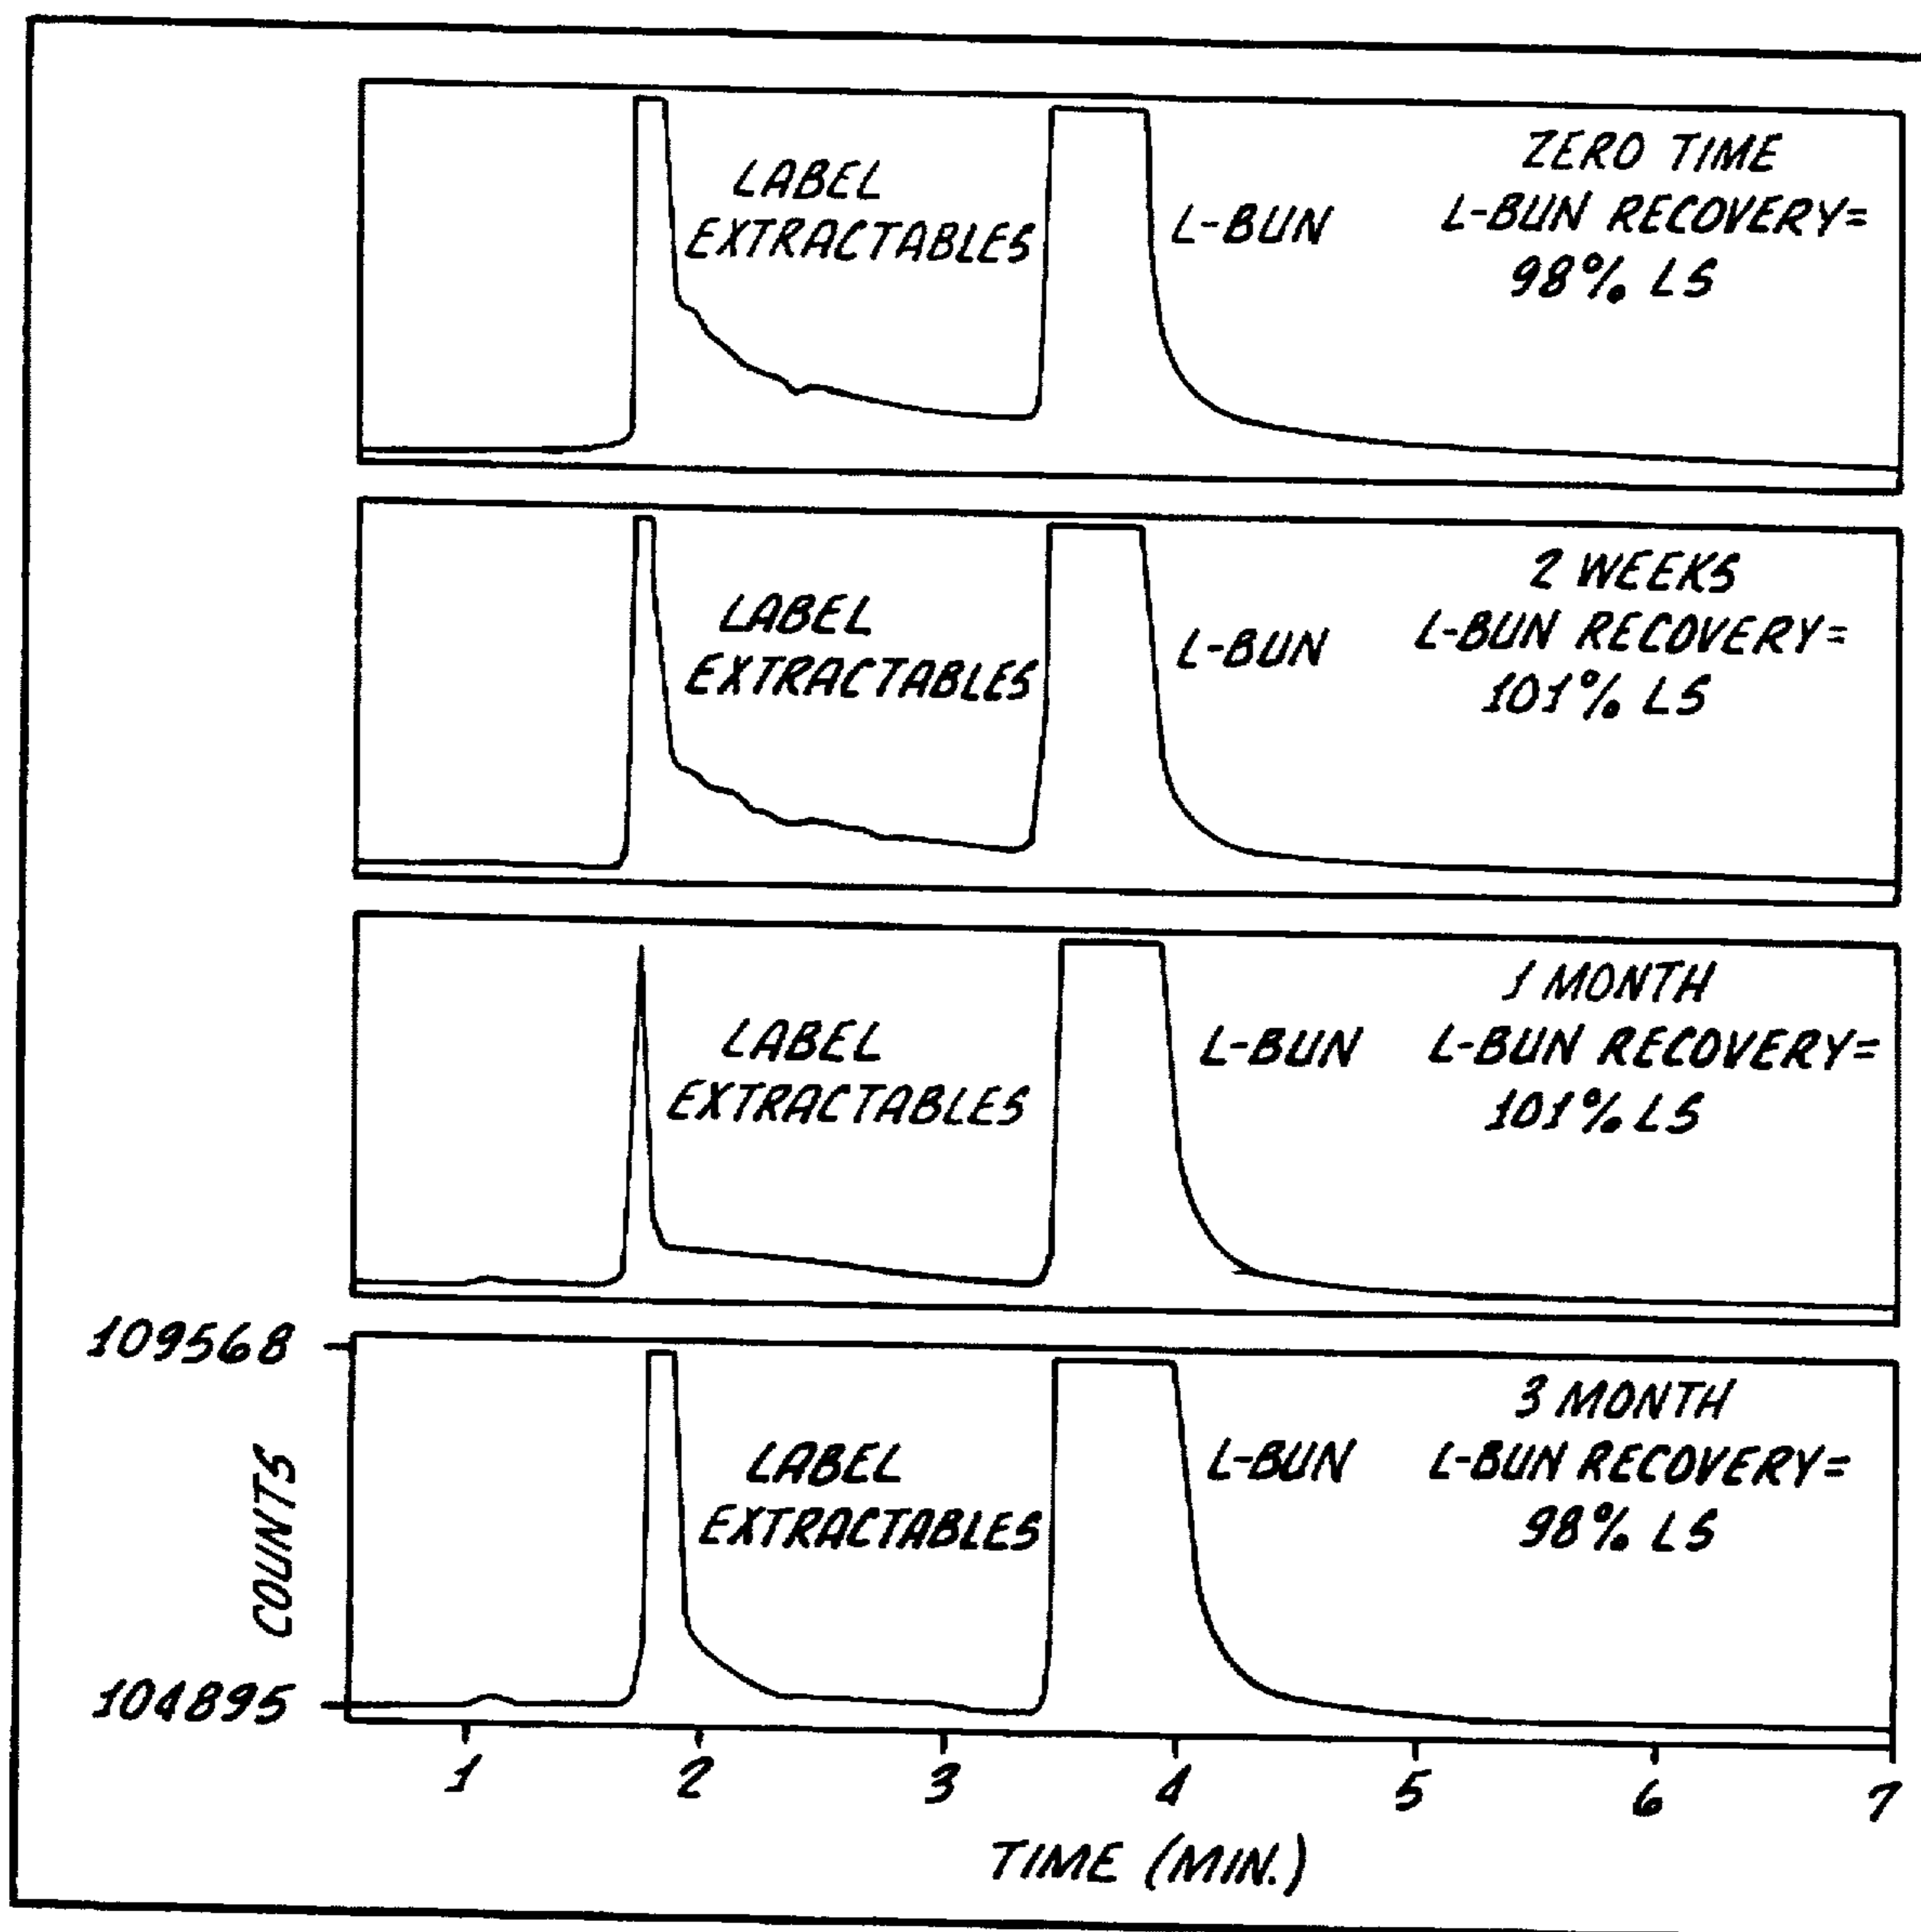 LABEL
EXTRACTABLES
L-BUN
ZERO TIME
L-BUN RECOVERY=
98% LS
LABEL
EXTRACTABLES
L-BUN
2 WEEKS
L-BUN RECOVERY=
101% LS
LABEL
EXTRACTABLES
L-BUN
1 MONTH
L-BUN RECOVERY=
101% LS
109568
COUNTS
104895
LABEL
EXTRACTABLES
L-BUN
3 MONTH
L-BUN RECOVERY=
98% LS
1 2 3 4 5 6 7
TIME (MIN.)